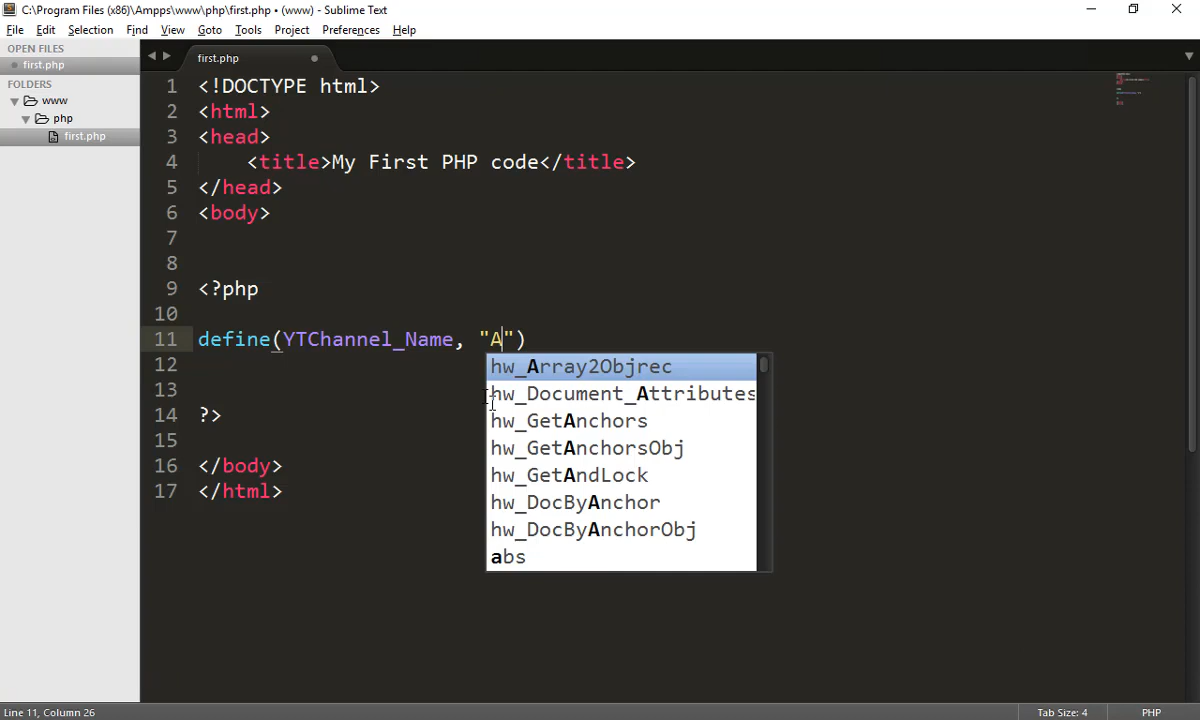 C:\Program Files (x86)\Ampps\www\php\first.php • (www) - Sublime Text
File Edit Selection Find View Goto Tools Project Preferences Help
OPEN FILES
first.php
FOLDERS
www
php
first.php
first.php
1 <!DOCTYPE html>
2 <html>
3 <head>
4 <title>My First PHP code</title>
5 </head>
6 <body>
7
8
9 <?php
10
11 define(YTChannel_Name, "A")
12
13
14 ?>
15
16 </body>
17 </html>
hw_Array2Objrec
hw_Document_Attributes
hw_GetAnchors
hw_GetAnchorsObj
hw_GetAndLock
hw_DocByAnchor
hw_DocByAnchorObj
abs
Line 11, Column 26
Tab Size: 4
PHP